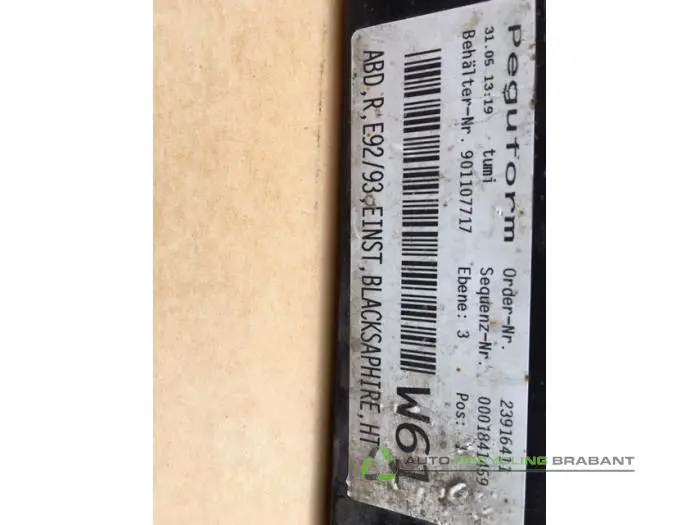 Peguform
31.05 13:19 tumi
Order-Nr.
Behälter-Nr. 901107717
Sequenz-Nr. 0001841459
Ebene: 3 Pos:
W61
ABD,R,E92/93,EINST,BLACKSAPHIRE,HT
AUTO RECYCLING BRABANT